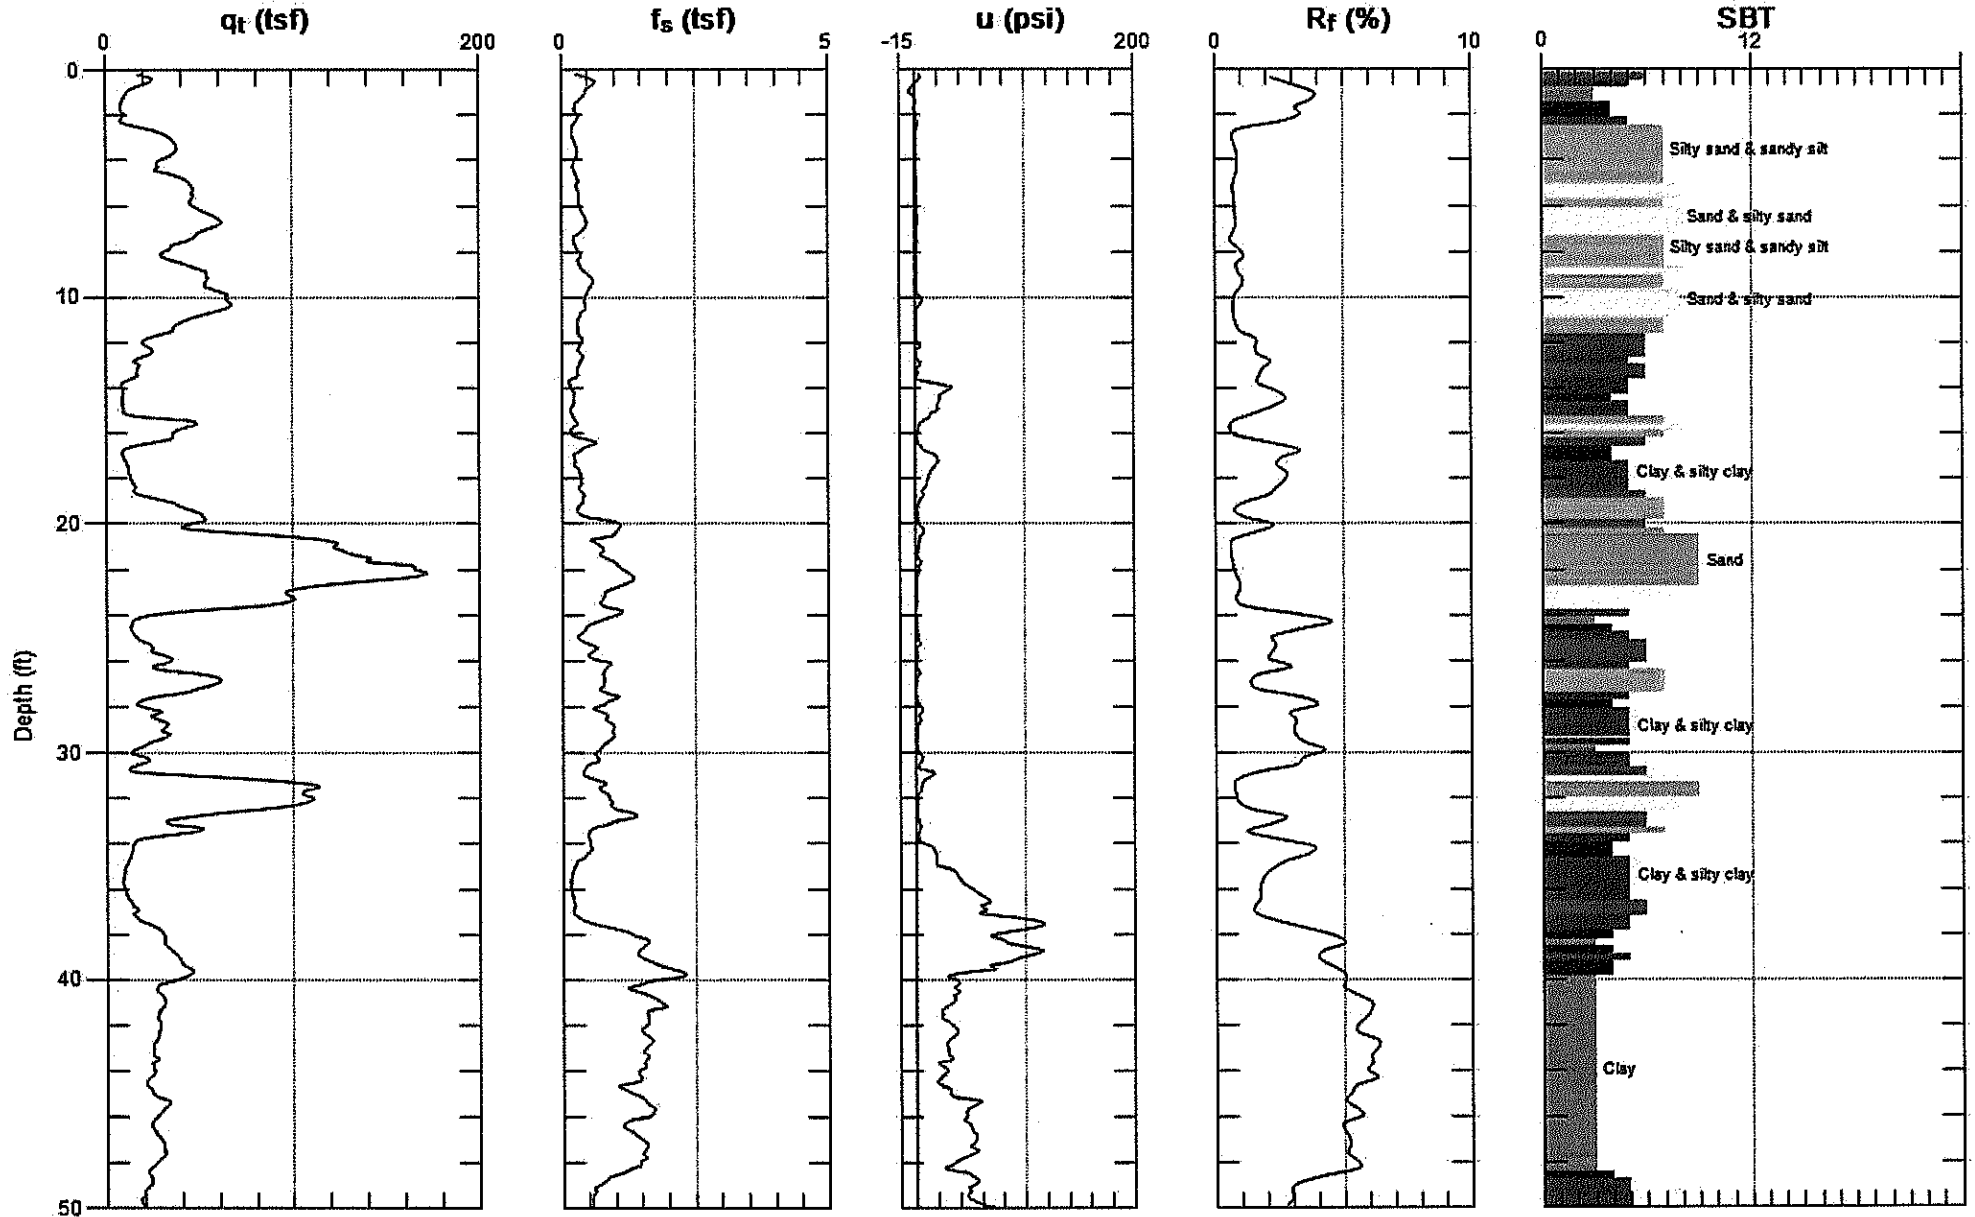 qt (tsf) fs (tsf) u (psi) Rf (%) SBT
0 200 0 5 -15 200 0 10 0 12
0
Silty sand & sandy silt
Sand & silty sand
Silty sand & sandy silt
10 Sand & silty sand
Clay & silty clay
20
Sand
Depth (ft)
Clay & silty clay
30
Clay & silty clay
40
Clay
50